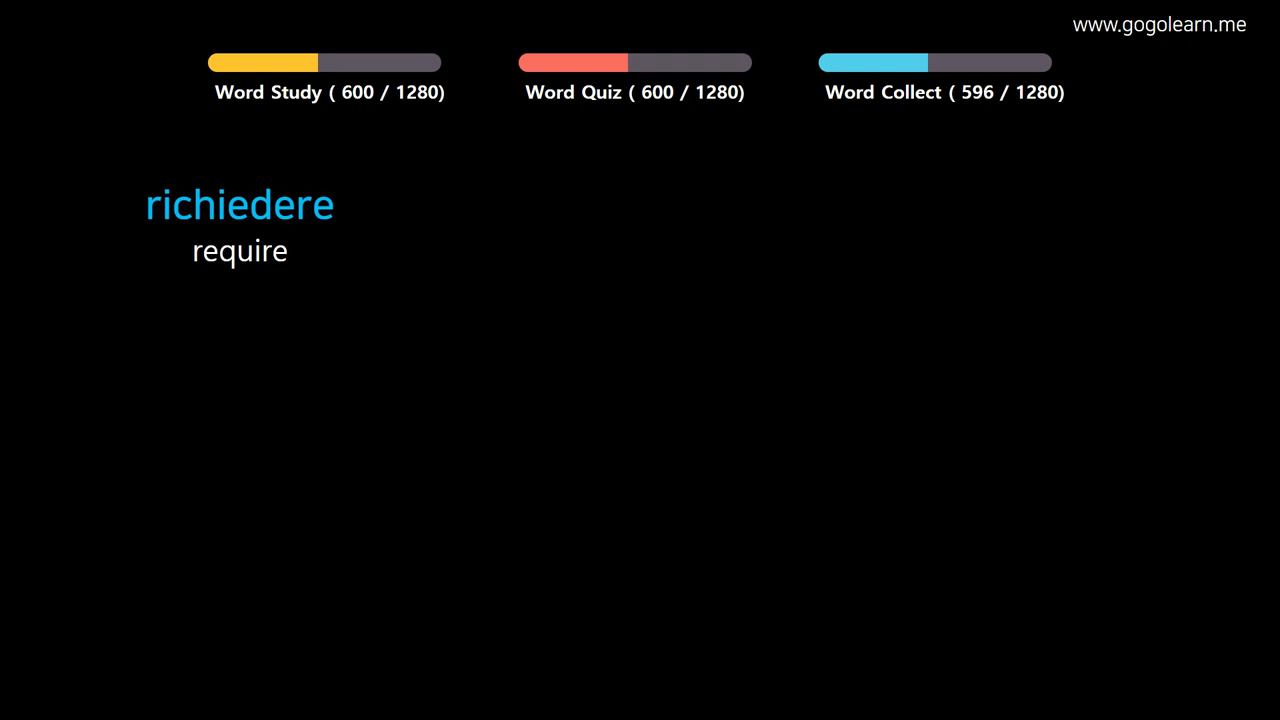 www.gogolearn.me
Word Study ( 600 / 1280)
Word Quiz ( 600 / 1280)
Word Collect ( 596 / 1280)
richiedere
require